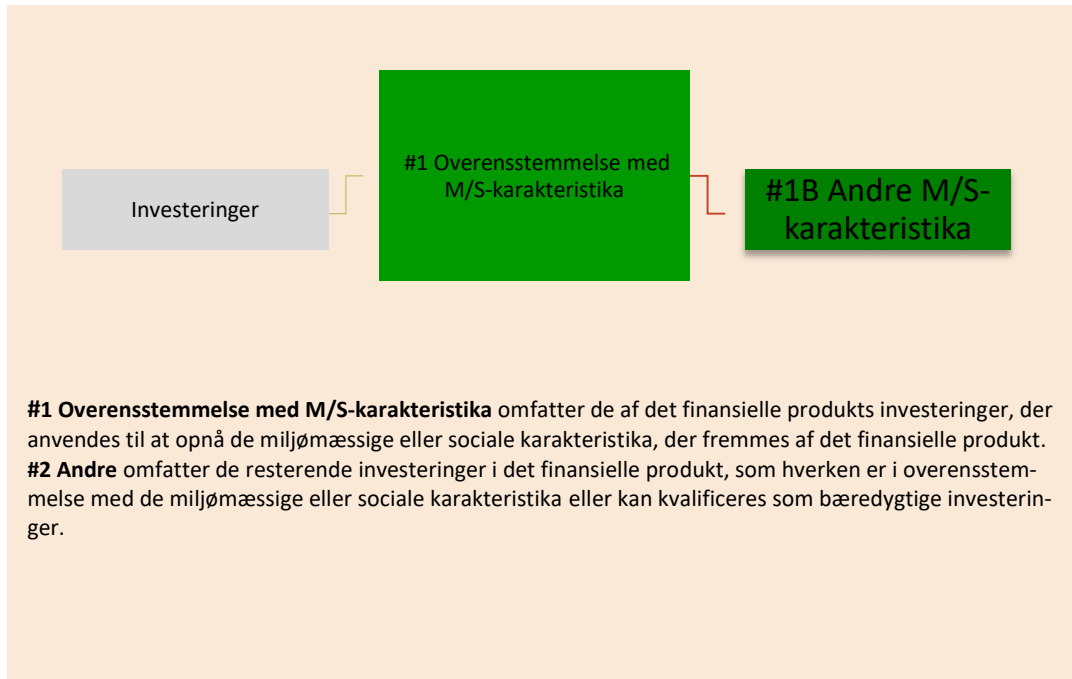 Investeringer
#1 Overensstemmelse med
M/S-karakteristika
#1B Andre M/S-
karakteristika
#1 Overensstemmelse med M/S-karakteristika omfatter de af det finansielle produkts investeringer, der
anvendes til at opnå de miljømæssige eller sociale karakteristika, der fremmes af det finansielle produkt.
#2 Andre omfatter de resterende investeringer i det finansielle produkt, som hverken er i overensstem-
melse med de miljømæssige eller sociale karakteristika eller kan kvalificeres som bæredygtige investerin-
ger.